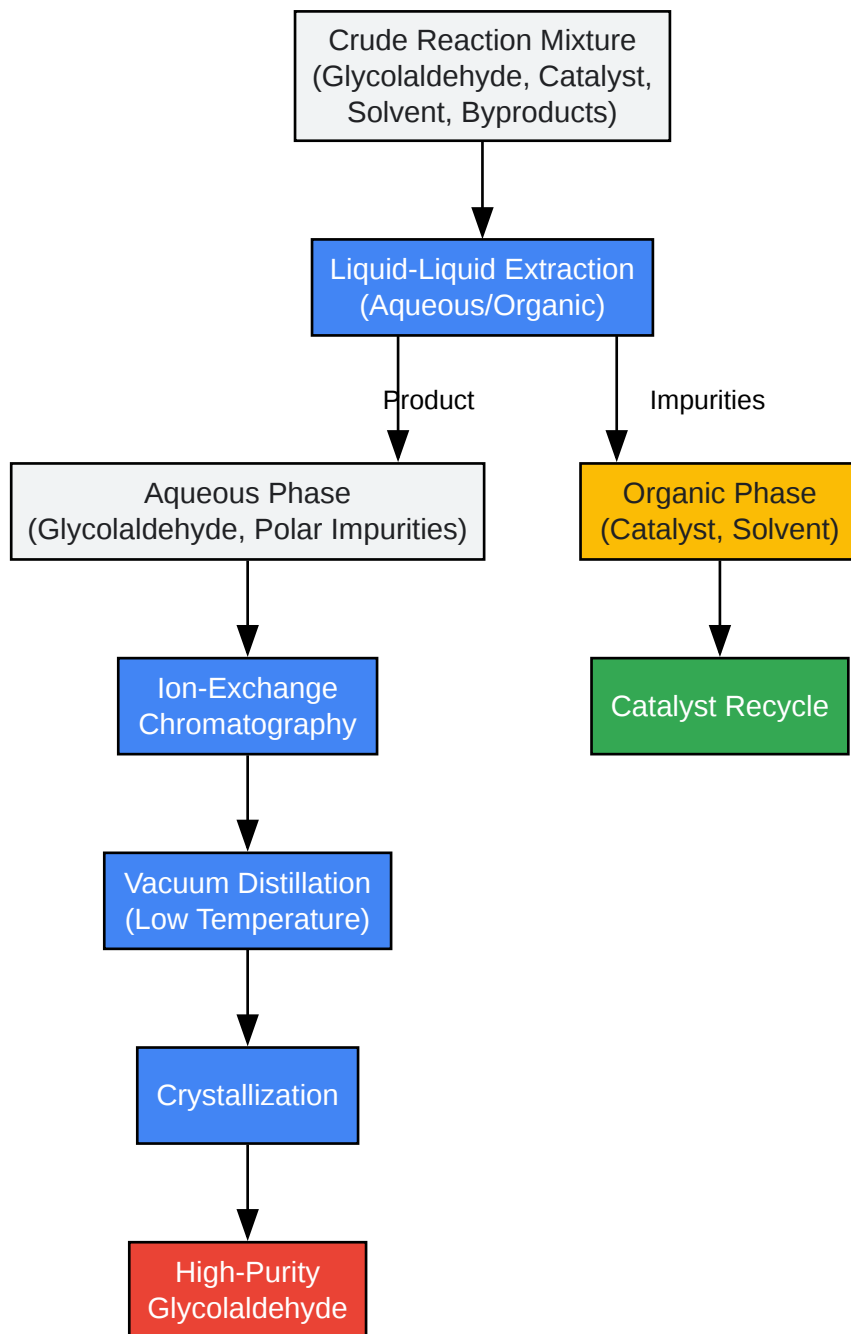 Crude Reaction Mixture
(Glycolaldehyde, Catalyst,
Solvent, Byproducts)
Liquid-Liquid Extraction
(Aqueous/Organic)
Product
Impurities
Aqueous Phase
(Glycolaldehyde, Polar Impurities)
Organic Phase
(Catalyst, Solvent)
Ion-Exchange
Chromatography
Catalyst Recycle
Vacuum Distillation
(Low Temperature)
Crystallization
High-Purity
Glycolaldehyde